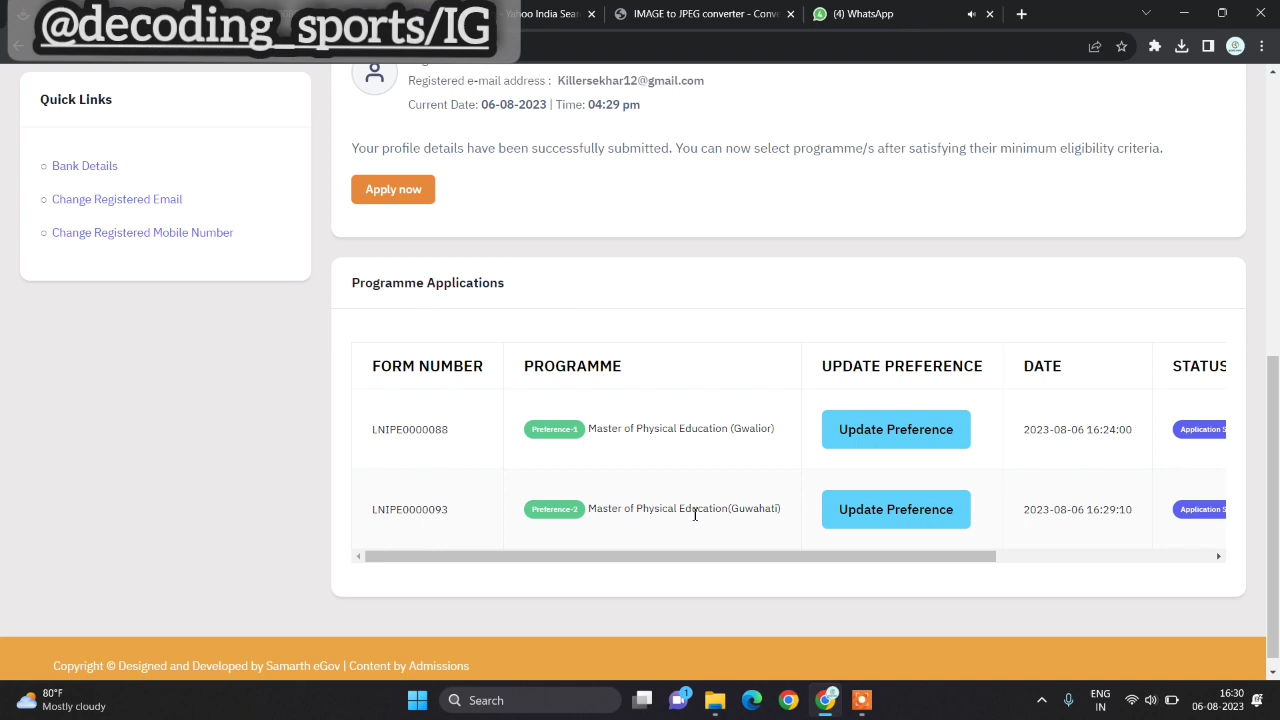 @decoding_sports/IG
Yahoo India Sea
IMAGE to JPEG converter - Conve
(4) WhatsApp
Registered e-mail address : Killersekhar12@gmail.com
Current Date: 06-08-2023 | Time: 04:29 pm
Quick Links
Bank Details
Change Registered Email
Change Registered Mobile Number
Your profile details have been successfully submitted. You can now select programme/s after satisfying their minimum eligibility criteria.
Apply now
Programme Applications
FORM NUMBER PROGRAMME UPDATE PREFERENCE DATE STATUS
LNIPE0000088 Preference-1 Master of Physical Education (Gwalior) Update Preference 2023-08-06 16:24:00 Application S
LNIPE0000093 Preference-2 Master of Physical Education(Guwahati) Update Preference 2023-08-06 16:29:10 Application S
Copyright © Designed and Developed by Samarth eGov | Content by Admissions
80°F
Mostly cloudy
Search
1
ENG
IN
16:30
06-08-2023